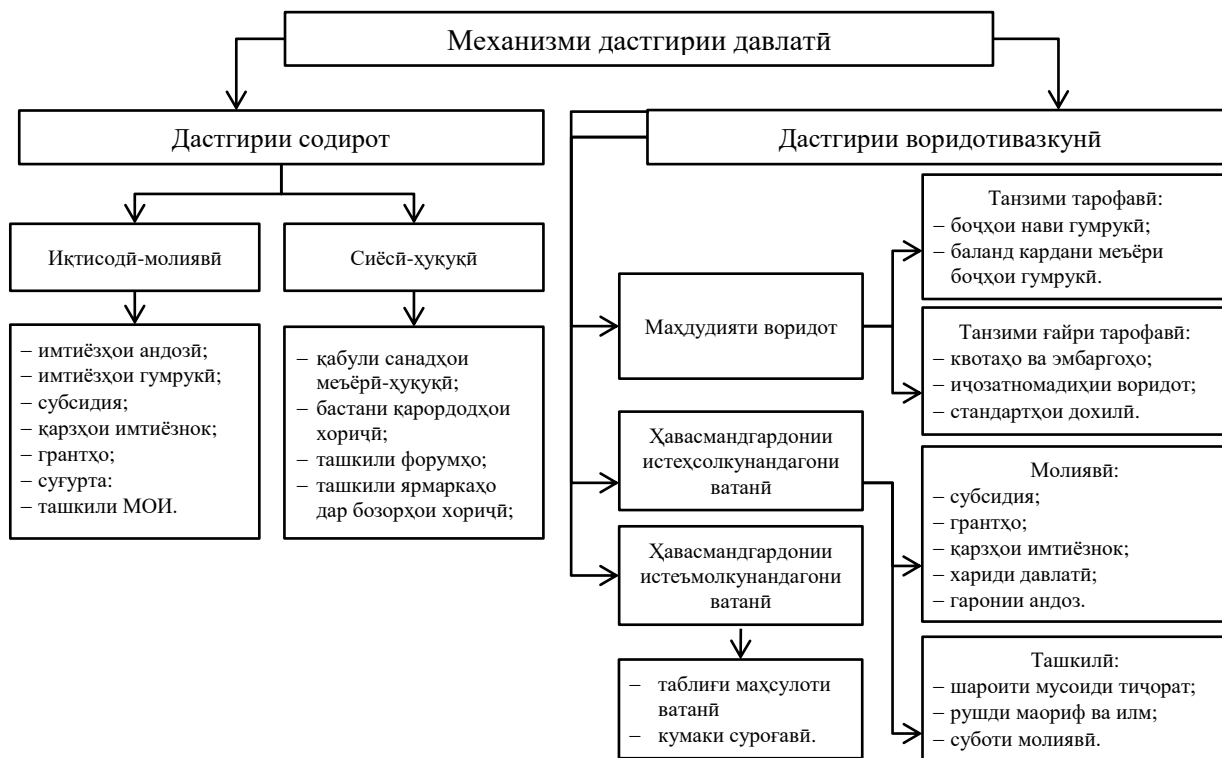 Механизми дастгирии давлатӣ
Дастгирии содирот
Дастгирии воридотивазкунӣ
Иқтисодӣ-молиявӣ
Сиёсӣ-ҳуқуқӣ
– имтиёзҳои андозӣ;
– имтиёзҳои гумрукӣ;
– субсидия;
– қарзҳои имтиёзнок;
– грантҳо;
– суғурта:
– ташкили МОИ.
– қабули санадҳои
меъёрӣ-ҳуқуқӣ;
– бастани қарордодҳои
хориҷӣ;
– ташкили форумҳо;
– ташкили ярмаркаҳо
дар бозорҳои хориҷӣ;
Маҳдудияти воридот
Танзими тарофавӣ:
– боҷҳои нави гумрукӣ;
– баланд кардани меъёри
боҷҳои гумрукӣ.
Танзими ғайри тарофавӣ:
– квотаҳо ва эмбаргоҳо;
– иҷозатномадиҳии воридот;
– стандартҳои дохилӣ.
Ҳавасмандгардонии
истеҳсолкунандагони
ватанӣ
Молиявӣ:
– субсидия;
– грантҳо;
– қарзҳои имтиёзнок;
– хариди давлатӣ;
– гаронии андоз.
Ташкилӣ:
– шароити мусоиди тиҷорат;
– рушди маориф ва илм;
– суботи молиявӣ.
Ҳавасмандгардонии
истеъмолкунандагони
ватанӣ
– таблиғи маҳсулоти
ватанӣ
– кумаки суроғавӣ.